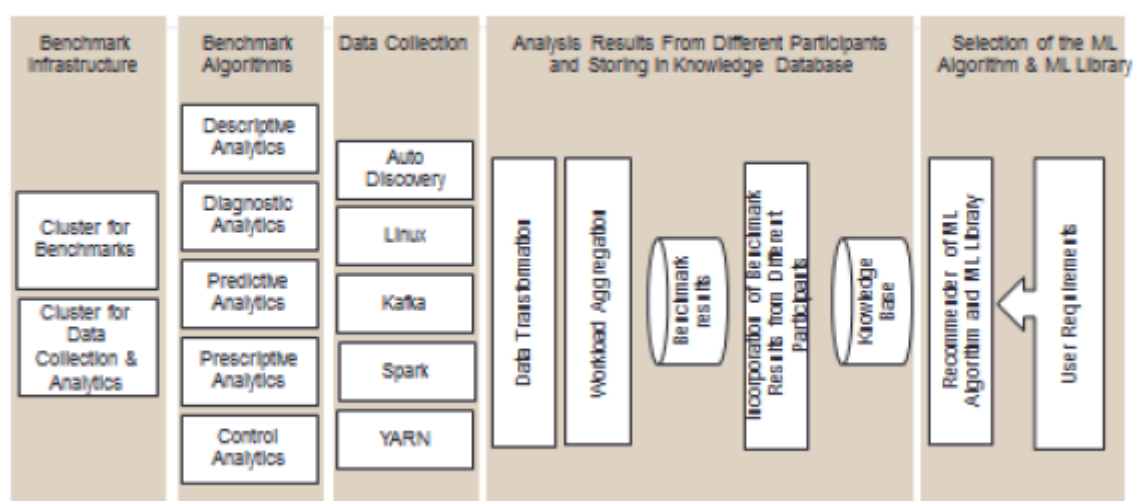 Benchmark
Infrastructure
Benchmark
Algorithms
Data Collection
Analysis Results From Different Participants
and Storing in Knowledge Database
Selection of the ML
Algorithm & ML Library
Cluster for
Benchmarks
Cluster for
Data
Collection &
Analytics
Descriptive
Analytics
Diagnostic
Analytics
Predictive
Analytics
Prescriptive
Analytics
Control
Analytics
Auto
Discovery
Linux
Kafka
Spark
YARN
Data Transformation
Workload Aggregation
Benchmark
results
Incorporation of Benchmark
Results from Different
Participants
Knowledge
Base
Recommender of ML
Algorithm and ML Library
User Requirements